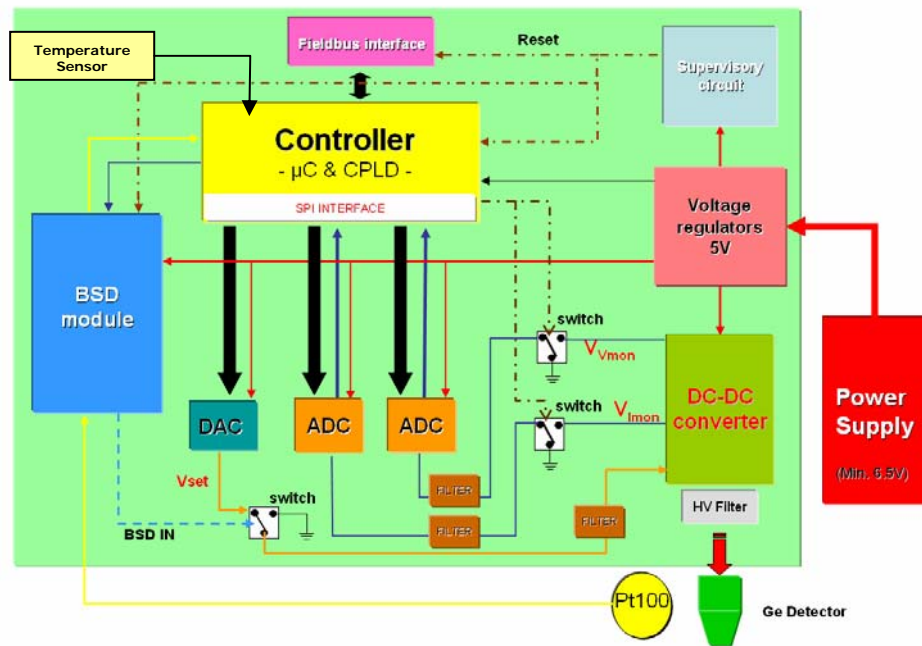 Temperature
Sensor
Fieldbus interface
Reset
Supervisory
circuit
Controller
- µC & CPLD -
SPI INTERFACE
Voltage
regulators
5V
BSD
module
switch
V Vmon
DC-DC
converter
Power
Supply
(Min. 6.5V)
switch
V Imon
DAC
ADC
ADC
Vset
switch
FILTER
FILTER
FILTER
HV Filter
BSD IN
Pt100
Ge Detector